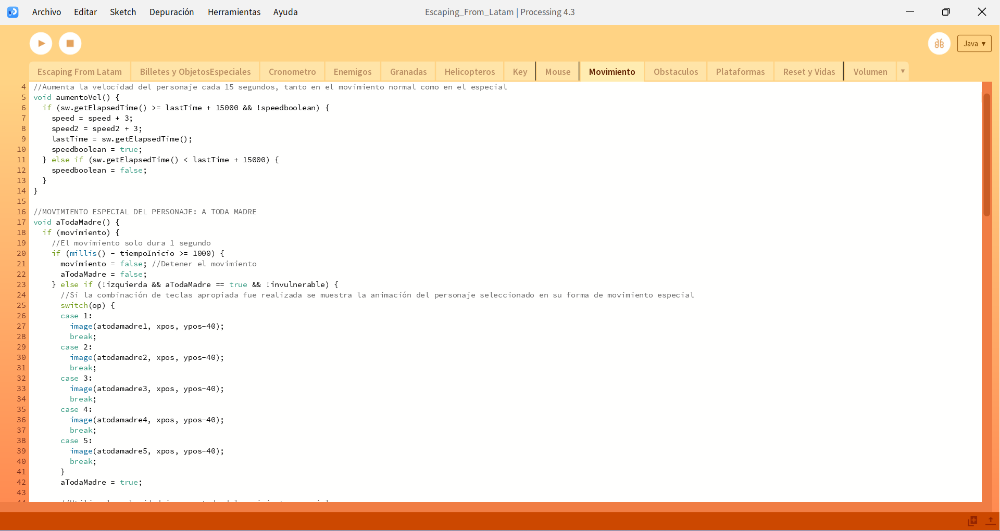 Archivo Editar Sketch Depuración Herramientas Ayuda Escaping_From_Latam | Processing 4.3
Java ▾
Escaping From Latam Billetes y ObjetosEspeciales Cronometro Enemigos Granadas Helicopteros Key Mouse Movimiento Obstaculos Plataformas Reset y Vidas Volumen ▾
4 //Aumenta la velocidad del personaje cada 15 segundos, tanto en el movimiento normal como en el especial
5 void aumentoVel() {
6 if (sw.getElapsedTime() >= lastTime + 15000 && !speedboolean) {
7 speed = speed + 3;
8 speed2 = speed2 + 3;
9 lastTime = sw.getElapsedTime();
10 speedboolean = true;
11 } else if (sw.getElapsedTime() < lastTime + 15000) {
12 speedboolean = false;
13 }
14 }
15
16 //MOVIMIENTO ESPECIAL DEL PERSONAJE: A TODA MADRE
17 void aTodaMadre() {
18 if (movimiento) {
19 //El movimiento solo dura 1 segundo
20 if (millis() - tiempoInicio >= 1000) {
21 movimiento = false; //Detener el movimiento
22 aTodaMadre = false;
23 } else if (!izquierda && aTodaMadre == true && !invulnerable) {
24 //Si la combinación de teclas apropiada fue realizada se muestra la animación del personaje seleccionado en su forma de movimiento especial
25 switch(op) {
26 case 1:
27 image(atodamadre1, xpos, ypos-40);
28 break;
29 case 2:
30 image(atodamadre2, xpos, ypos-40);
31 break;
32 case 3:
33 image(atodamadre3, xpos, ypos-40);
34 break;
35 case 4:
36 image(atodamadre4, xpos, ypos-40);
37 break;
38 case 5:
39 image(atodamadre5, xpos, ypos-40);
40 break;
41 }
42 aTodaMadre = true;
43